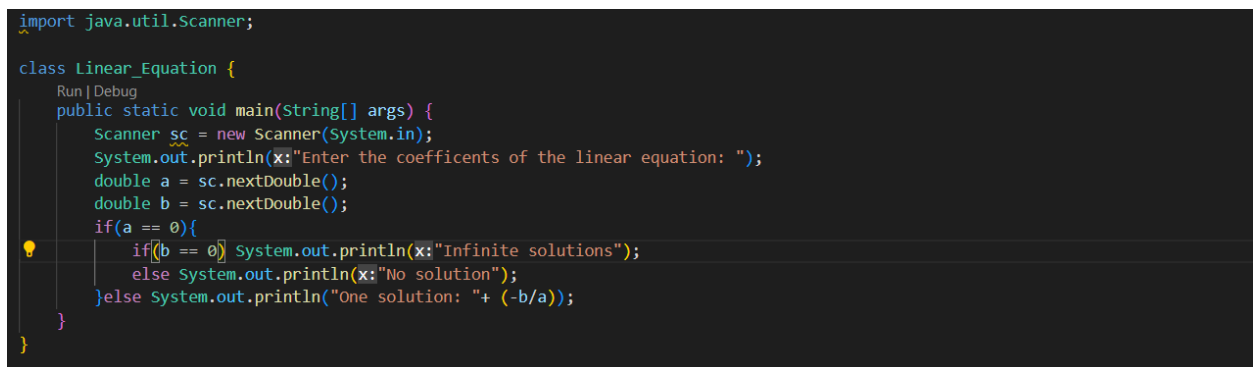 import java.util.Scanner;
class Linear_Equation {
Run | Debug
public static void main(String[] args) {
Scanner sc = new Scanner(System.in);
System.out.println(x:"Enter the coefficents of the linear equation: ");
double a = sc.nextDouble();
double b = sc.nextDouble();
if(a == 0){
if(b == 0) System.out.println(x:"Infinite solutions");
else System.out.println(x:"No solution");
}else System.out.println("One solution: "+ (-b/a));
}
}